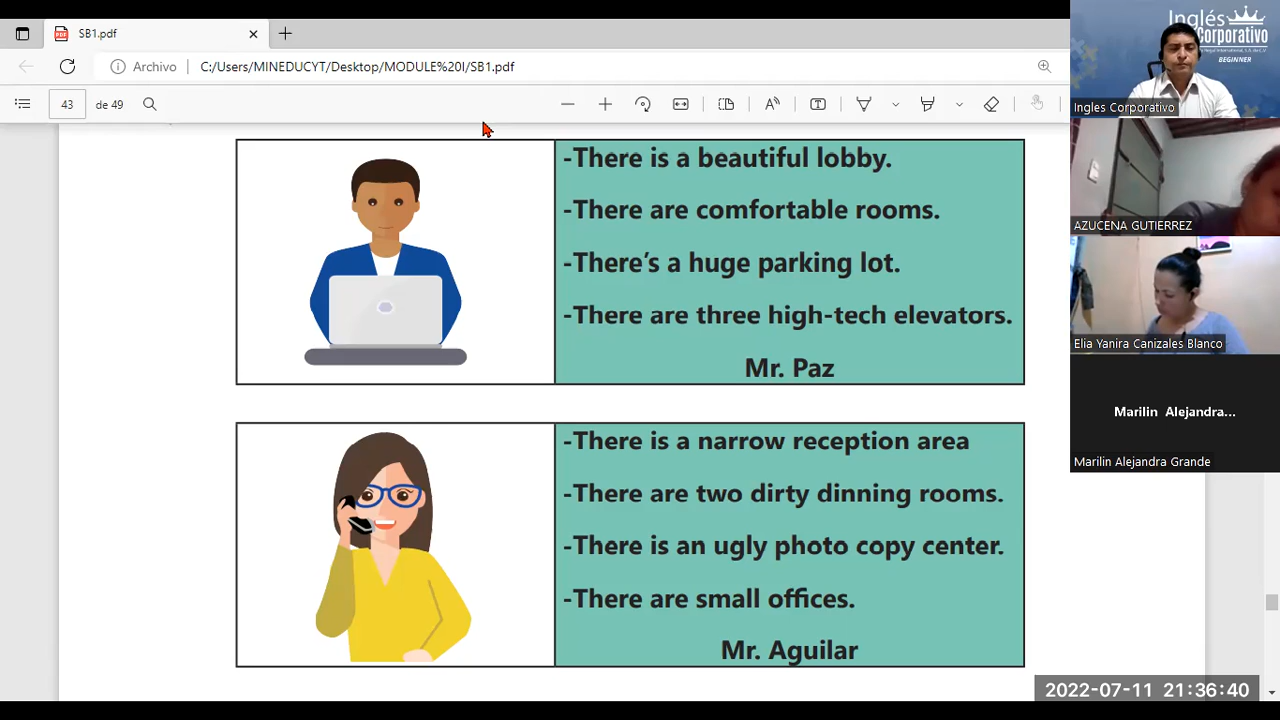 SB1.pdf
Archivo
C:/Users/MINEDUCYT/Desktop/MODULE%20I/SB1.pdf
43
de 49
-There is a beautiful lobby.
-There are comfortable rooms.
-There's a huge parking lot.
-There are three high-tech elevators.
Mr. Paz
-There is a narrow reception area
-There are two dirty dinning rooms.
-There is an ugly photo copy center.
-There are small offices.
Mr. Aguilar
Inglés
Corporativo
BEGINNER
Ingles Corporativo
AZUCENA GUTIERREZ
Elia Yanira Canizales Blanco
Marilin Alejandra...
Marilin Alejandra Grande
2022-07-11 21:36:40